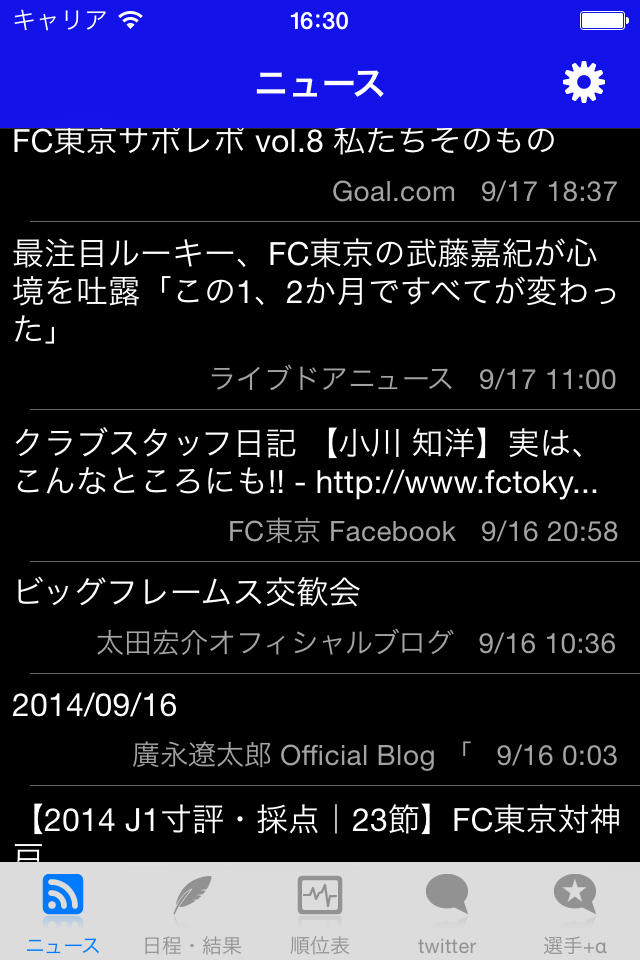 キャリア 16:30
ニュース
FC東京サポレポ vol.8 私たちそのもの
Goal.com 9/17 18:37
最注目ルーキー、FC東京の武藤嘉紀が心
境を吐露「この1、2か月ですべてが変わっ
た」
ライブドアニュース 9/17 11:00
クラブスタッフ日記 【小川 知洋】実は、
こんなところにも!! - http://www.fctoky...
FC東京 Facebook 9/16 20:58
ビッグフレームス交歓会
太田宏介オフィシャルブログ 9/16 10:36
2014/09/16
廣永遼太郎 Official Blog 「 9/16 0:03
【2014 J1寸評・採点｜23節】FC東京対神
戸
ニュース 日程・結果 順位表 twitter 選手+α